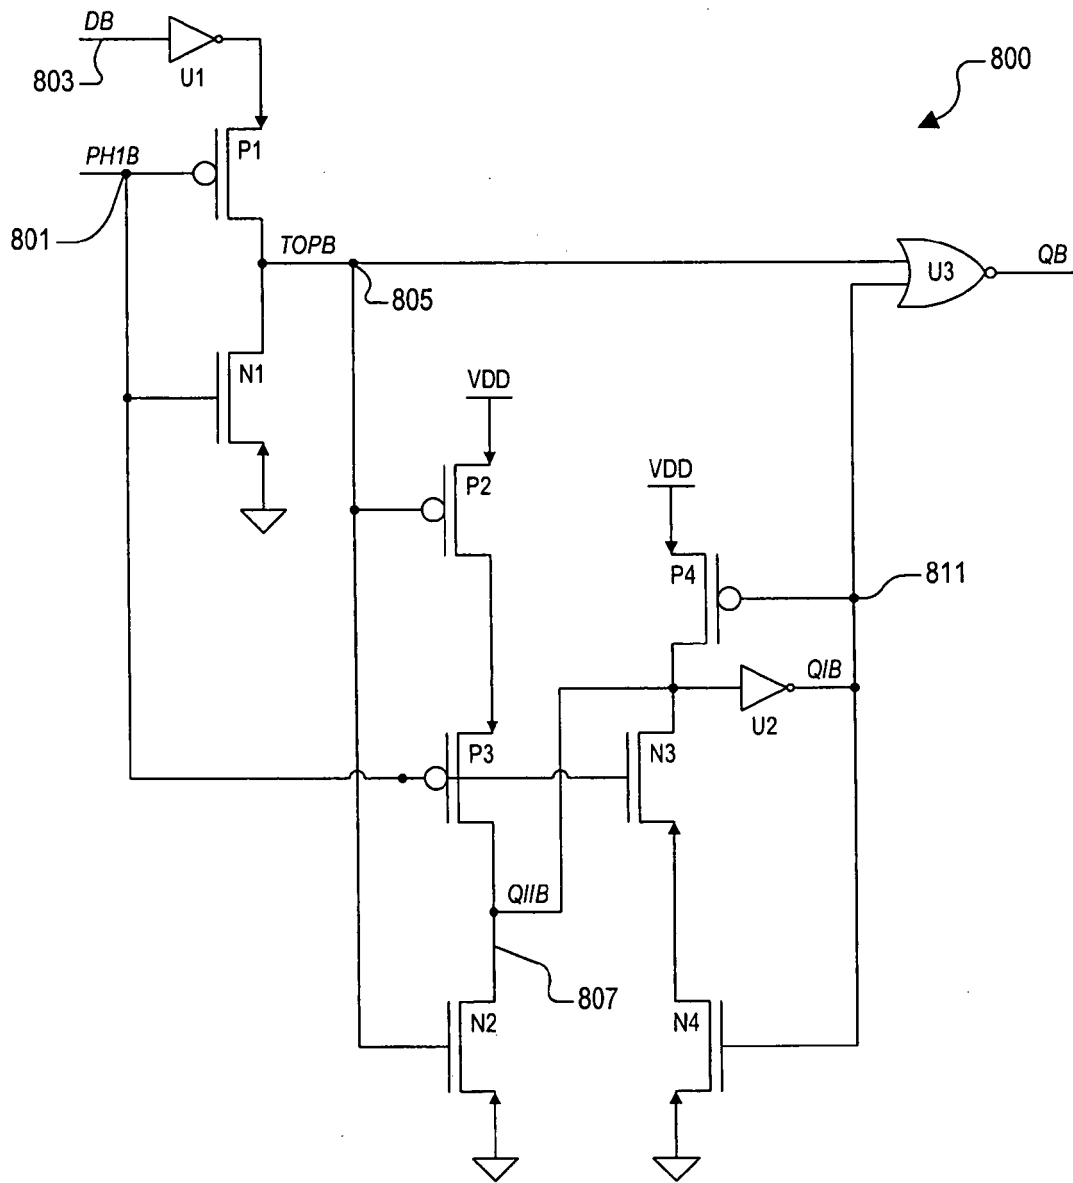 DB
803
U1
800
P1
PH1B
801
TOPB
805
U3
QB
N1
VDD
P2
VDD
P4
811
QIB
U2
P3
N3
QIIB
807
N2
N4